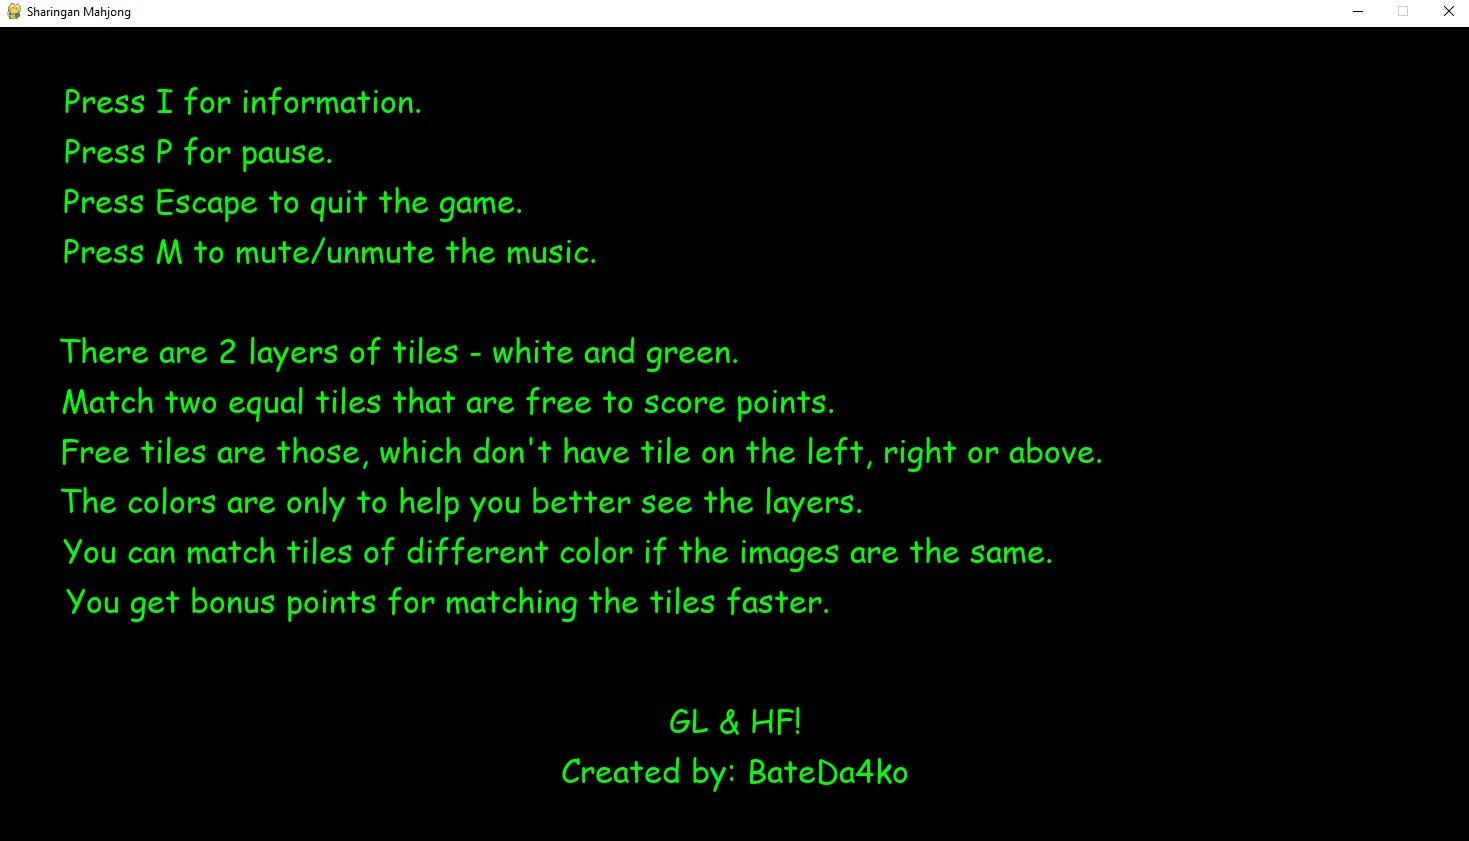 Sharingan Mahjong
Press I for information.
Press P for pause.
Press Escape to quit the game.
Press M to mute/unmute the music.
There are 2 layers of tiles - white and green.
Match two equal tiles that are free to score points.
Free tiles are those, which don't have tile on the left, right or above.
The colors are only to help you better see the layers.
You can match tiles of different color if the images are the same.
You get bonus points for matching the tiles faster.
GL & HF!
Created by: BateDa4ko